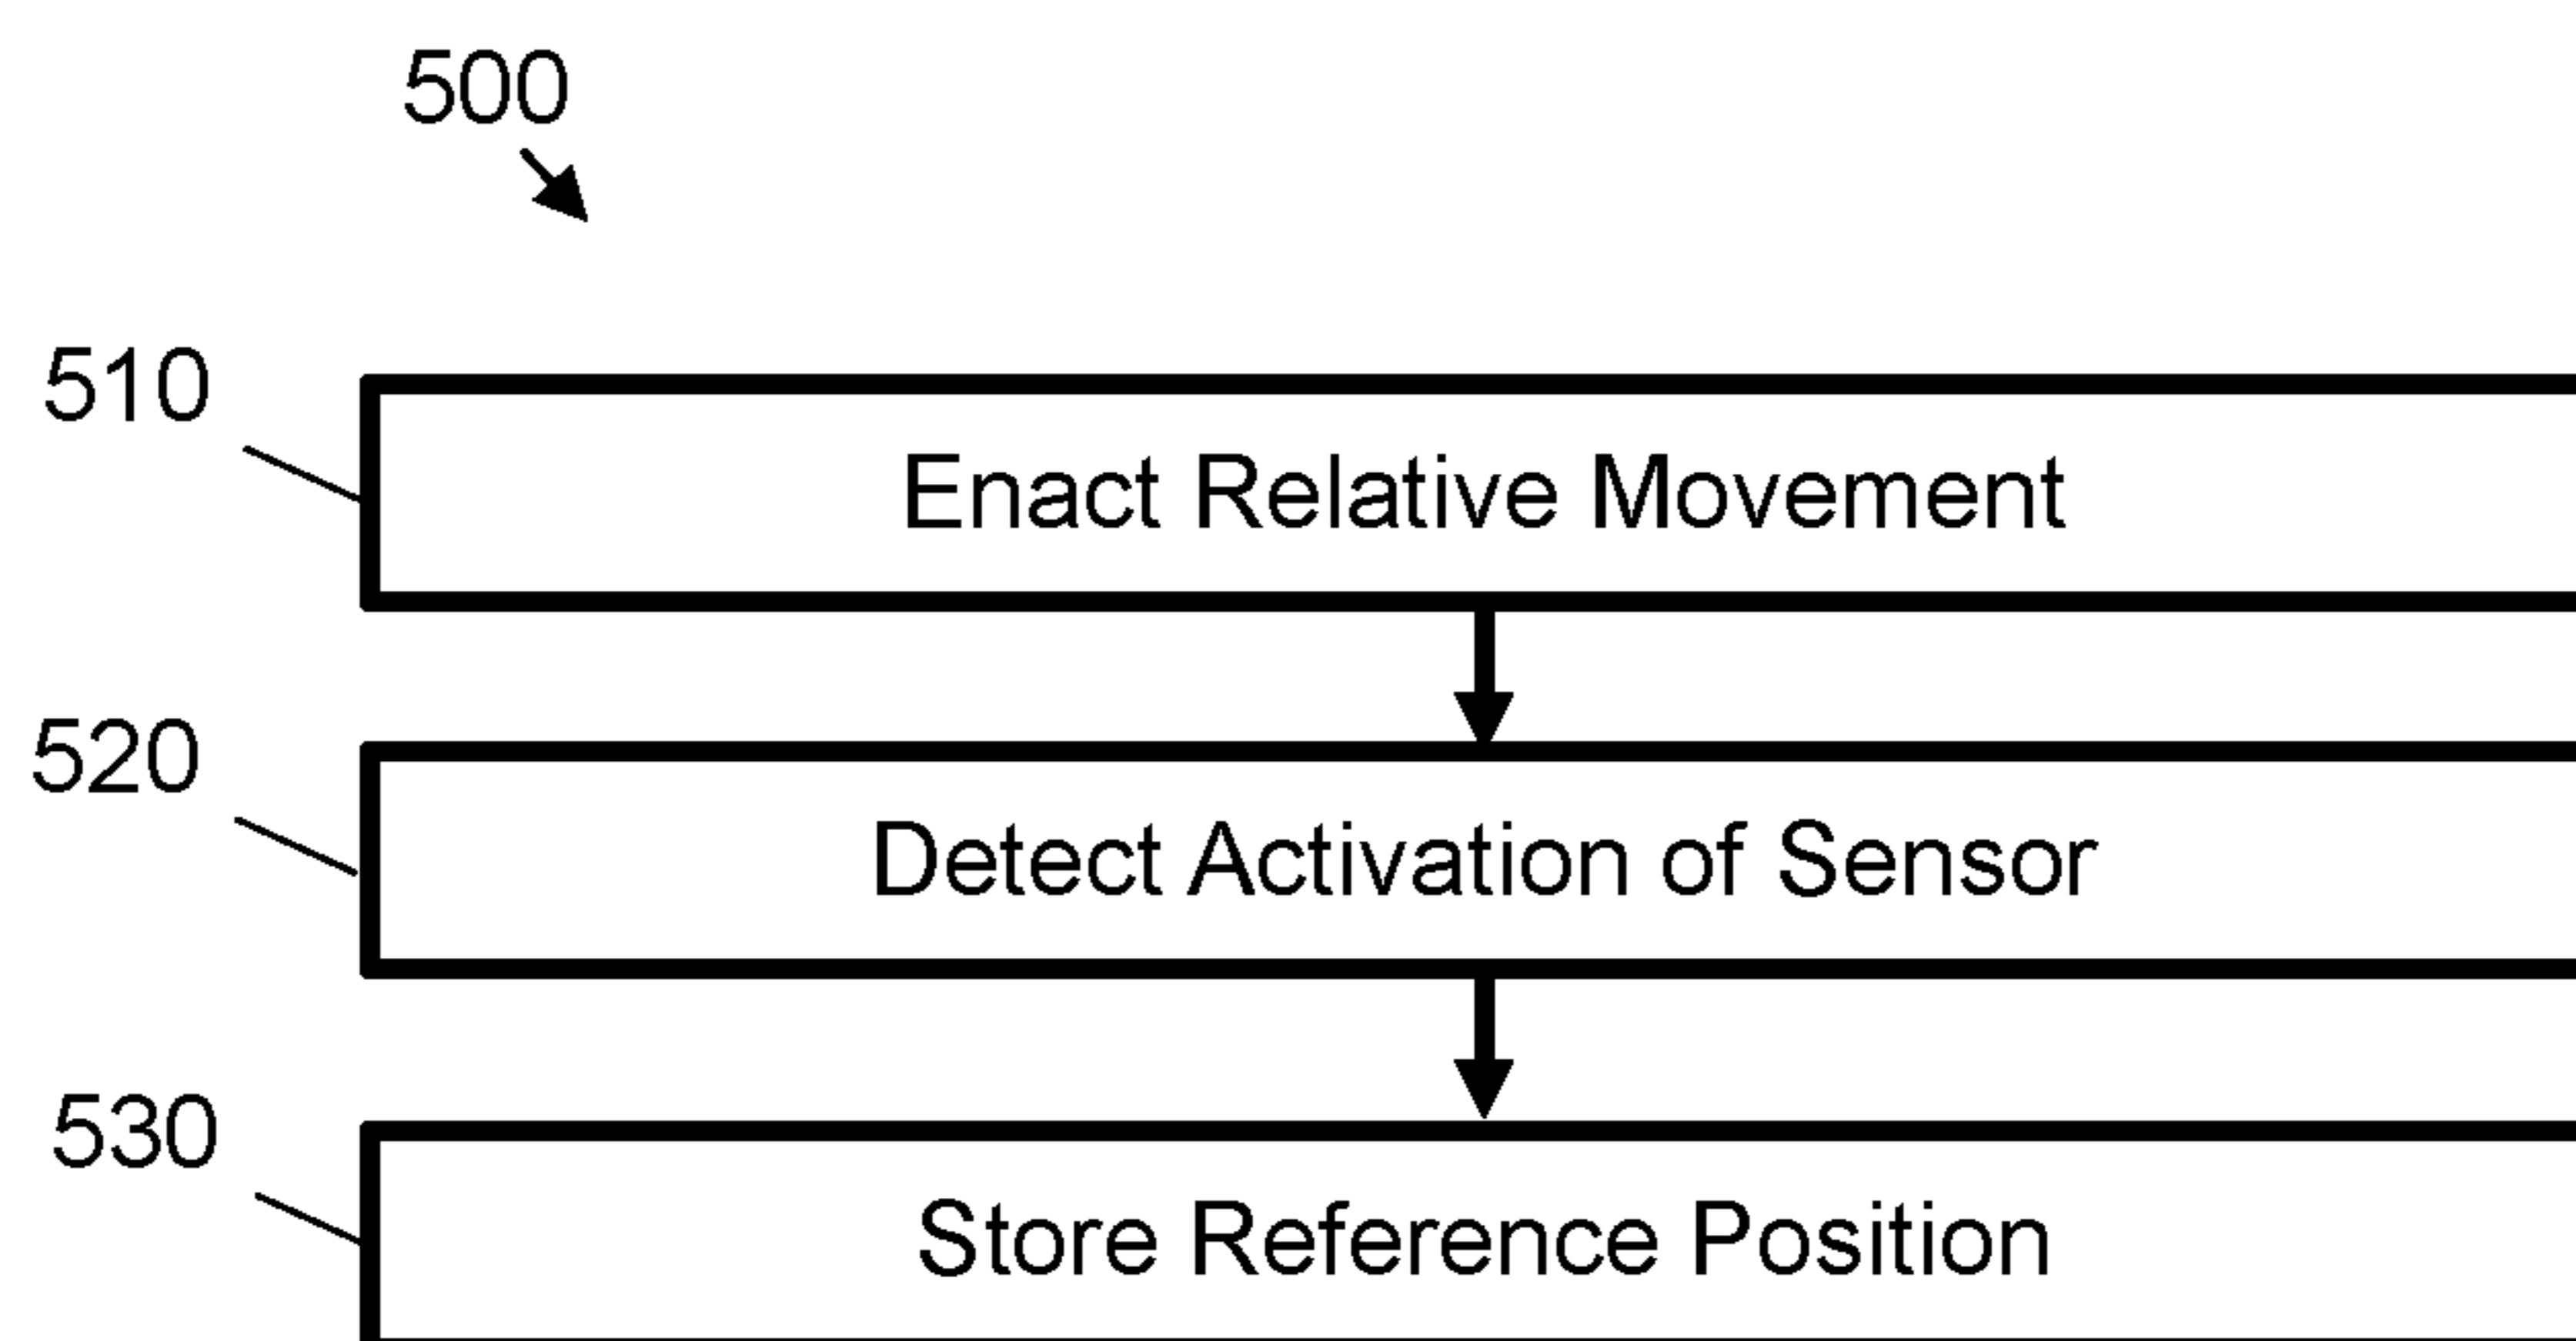 500
510
Enact Relative Movement
520
Detect Activation of Sensor
530
Store Reference Position